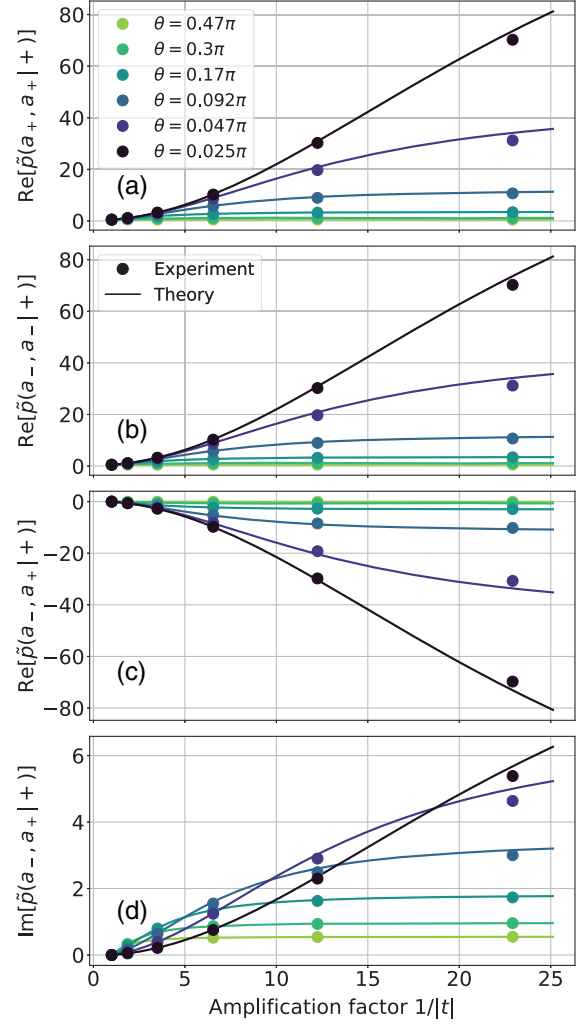 Re[p̃(a₊, a₊| + )]
80
60
40
20
0
θ = 0.47π
θ = 0.3π
θ = 0.17π
θ = 0.092π
θ = 0.047π
θ = 0.025π
(a)
Re[p̃(a₋, a₋| + )]
80
60
40
20
0
Experiment
Theory
(b)
Re[p̃(a₋, a₊| + )]
0
−20
−40
−60
−80
(c)
Im[p̃(a₋, a₊| + )]
6
4
2
0
(d)
0 5 10 15 20 25
Amplification factor 1/|t|